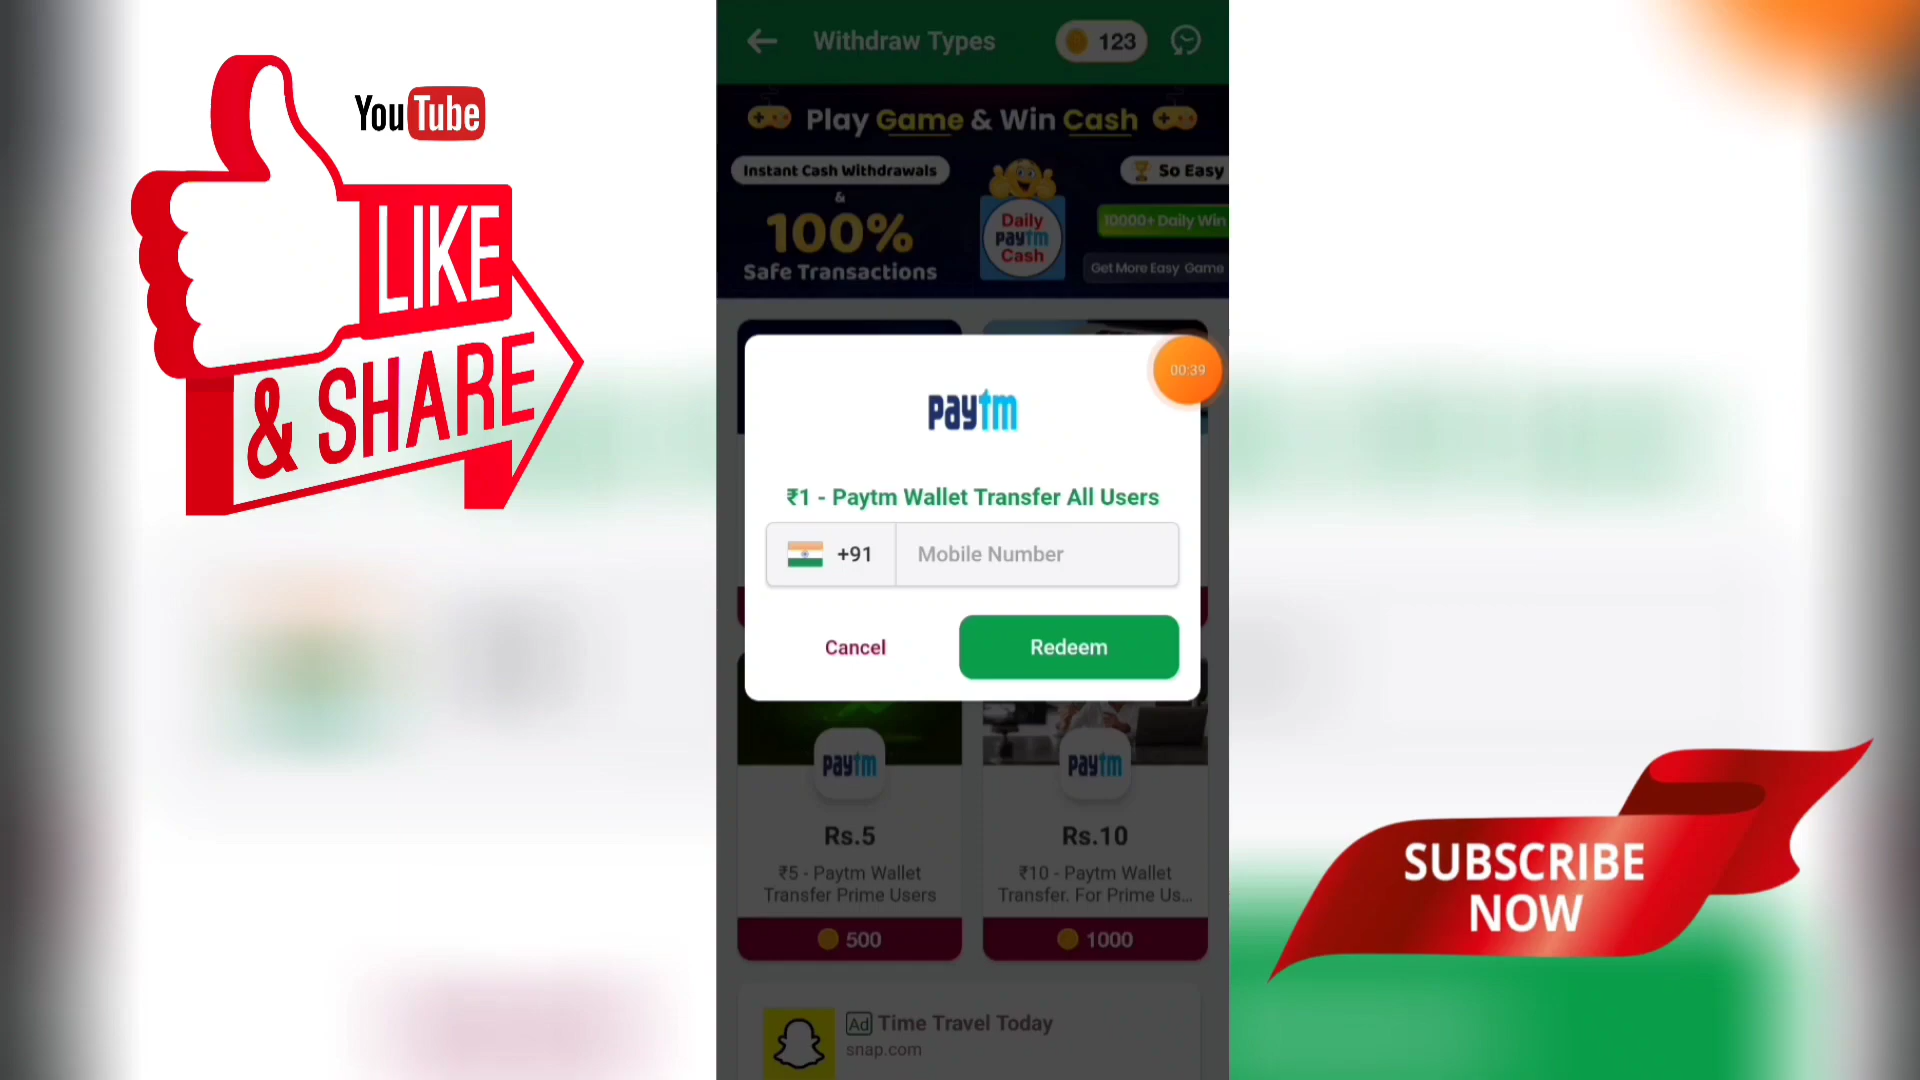 YouTube
LIKE
& SHARE
Withdraw Types
123
Play Game & Win Cash
Instant Cash Withdrawals
&
100%
Safe Transactions
Daily
paytm
Cash
So Easy
10000+ Daily Win
Get More Easy Game
00:39
paytm
₹1 - Paytm Wallet Transfer All Users
+91
Mobile Number
Cancel
Redeem
paytm
paytm
Rs.5
Rs.10
₹5 - Paytm Wallet
Transfer Prime Users
₹10 - Paytm Wallet
Transfer. For Prime Us...
500
1000
Ad Time Travel Today
snap.com
SUBSCRIBE
NOW